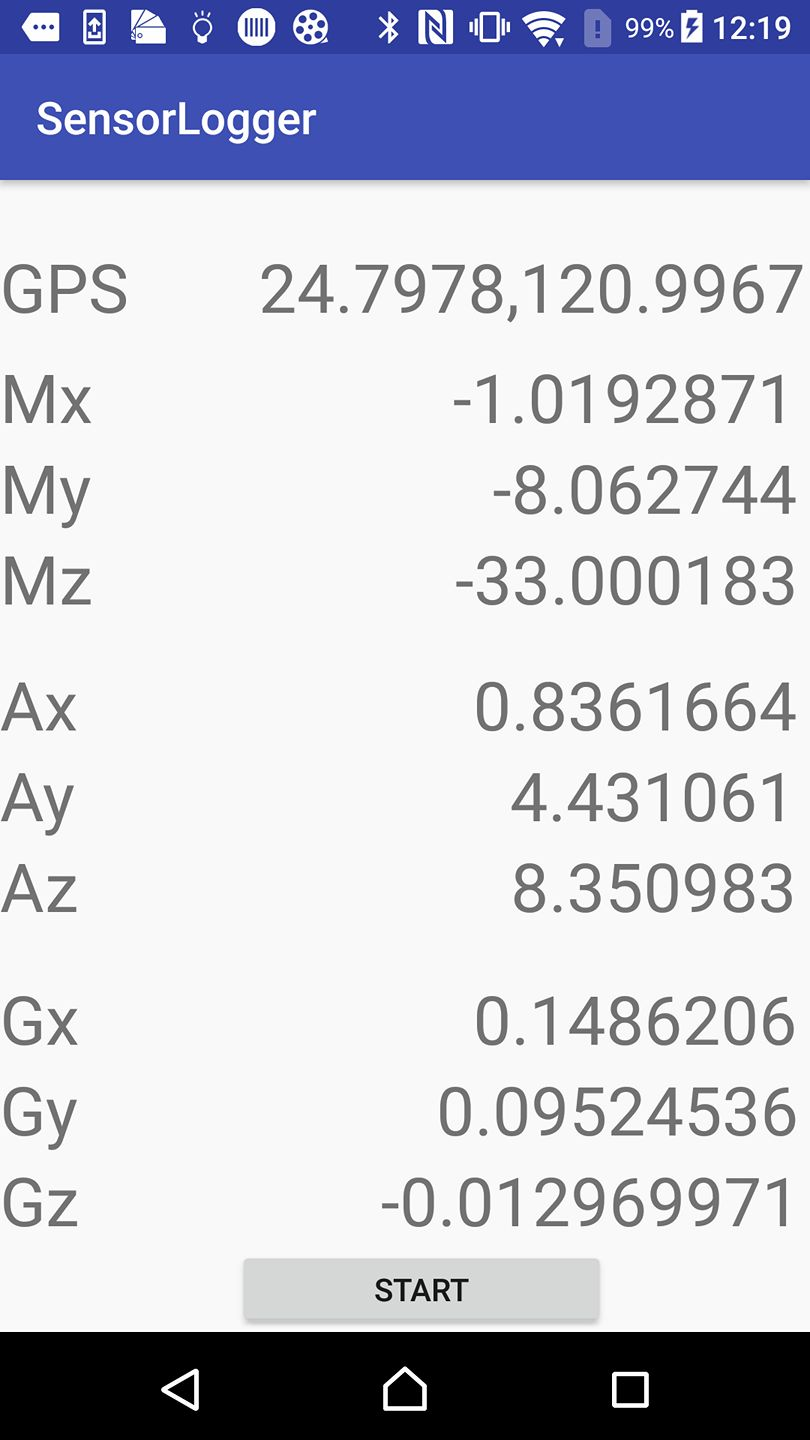 99% 12:19
SensorLogger
GPS 24.7978,120.9967
Mx -1.0192871
My -8.062744
Mz -33.000183
Ax 0.8361664
Ay 4.431061
Az 8.350983
Gx 0.1486206
Gy 0.09524536
Gz -0.012969971
START